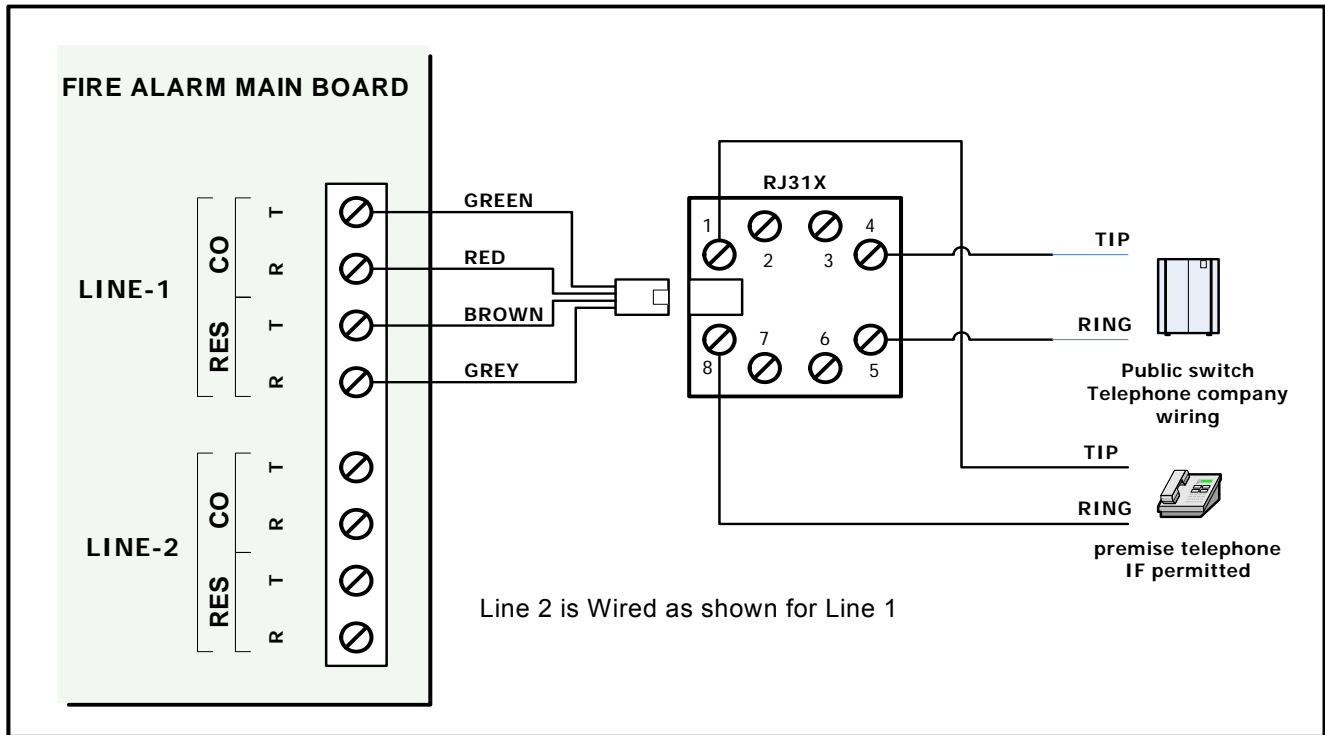 FIRE ALARM MAIN BOARD
LINE-1
CO
T
R
RES
T
R
GREEN
RED
BROWN
GREY
RJ31X
1
2
3
4
8
7
6
5
TIP
RING
Public switch
Telephone company
wiring
TIP
RING
premise telephone
IF permitted
LINE-2
CO
T
R
RES
T
R
Line 2 is Wired as shown for Line 1